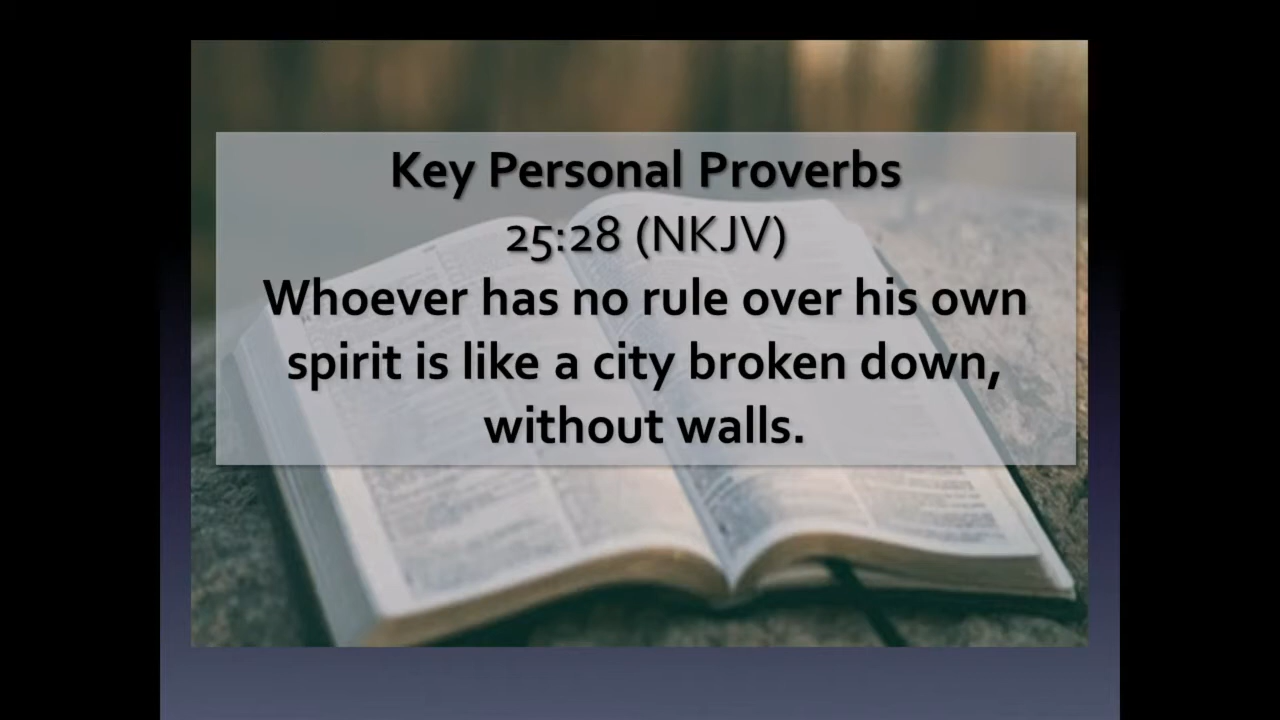 Key Personal Proverbs
25:28 (NKJV)
Whoever has no rule over his own
spirit is like a city broken down,
without walls.